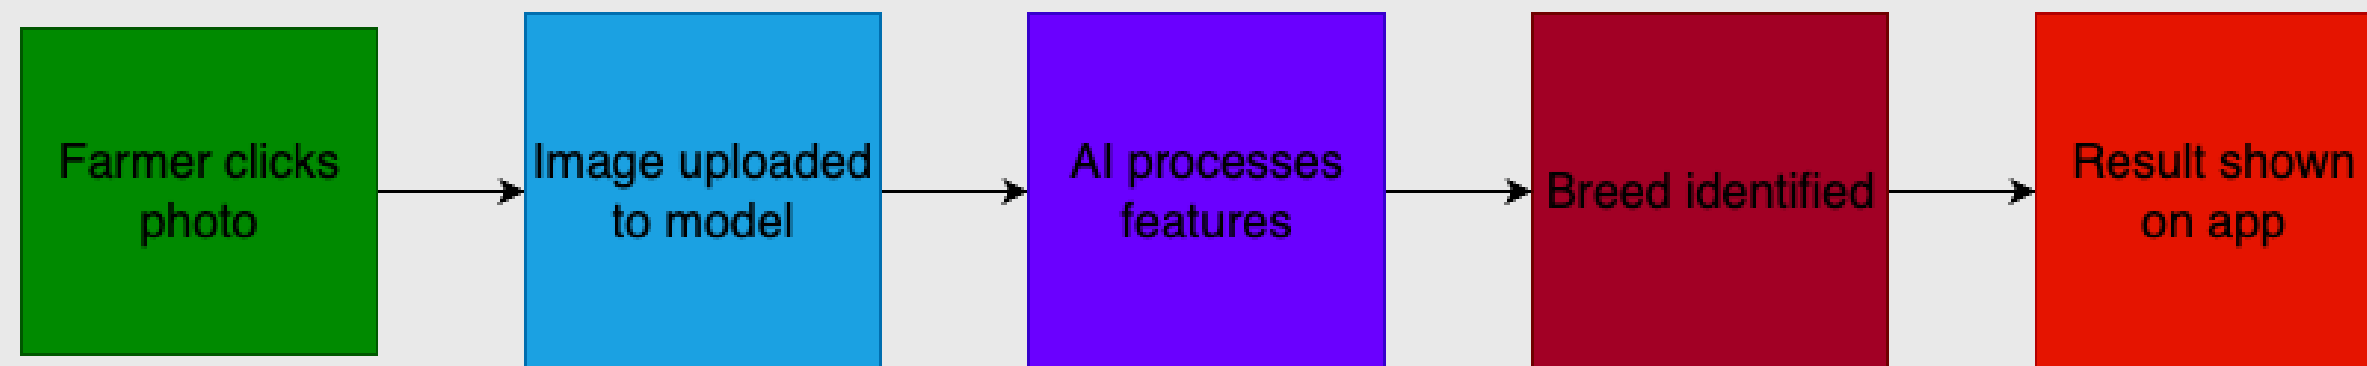 Farmer clicks
photo
Image uploaded
to model
AI processes
features
Breed identified
Result shown
on app